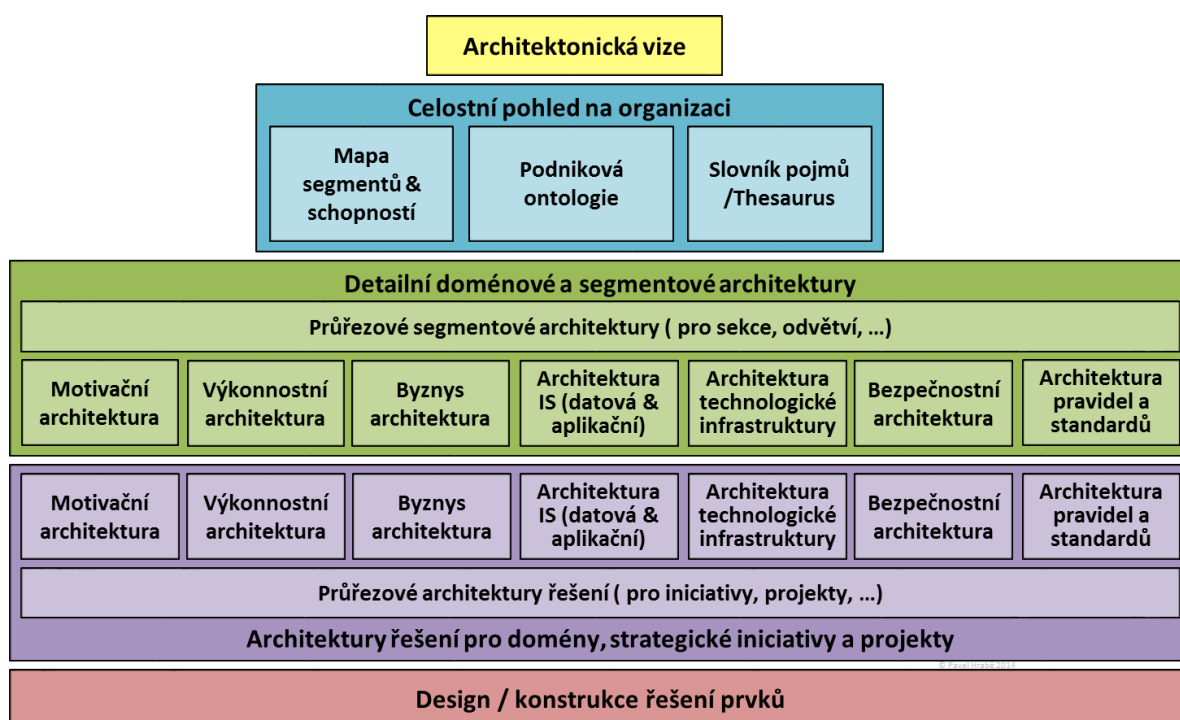 Architektonická vize
Celostní pohled na organizaci
Mapa
segmentů &
schopností
Podniková
ontologie
Slovník pojmů
/Thesaurus
Detailní doménové a segmentové architektury
Průřezové segmentové architektury ( pro sekce, odvětví, ...)
Motivační
architektura
Výkonnostní
architektura
Byznys
architektura
Architektura
IS (datová &
aplikační)
Architektura
technologické
infrastruktury
Bezpečnostní
architektura
Architektura
pravidel a
standardů
Motivační
architektura
Výkonnostní
architektura
Byznys
architektura
Architektura
IS (datová &
aplikační)
Architektura
technologické
infrastruktury
Bezpečnostní
architektura
Architektura
pravidel a
standardů
Průřezové architektury řešení ( pro iniciativy, projekty, ...)
Architektury řešení pro domény, strategické iniciativy a projekty
© Pavel Hrabě 2014
Design / konstrukce řešení prvků